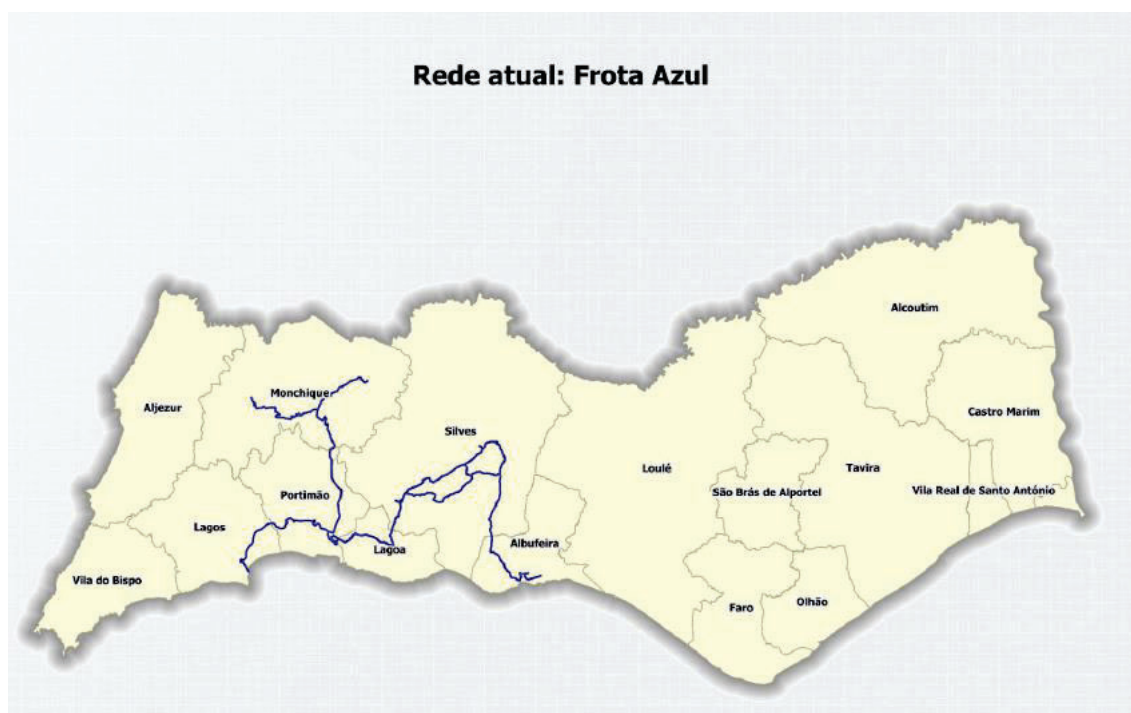 Rede atual: Frota Azul
Alcoutim
Monchique
Aljezur
Castro Marim
Silves
Loulé
Tavira
São Brás de Alportel
Vila Real de Santo António
Portimão
Lagos
Albufeira
Lagoa
Vila do Bispo
Faro
Olhão